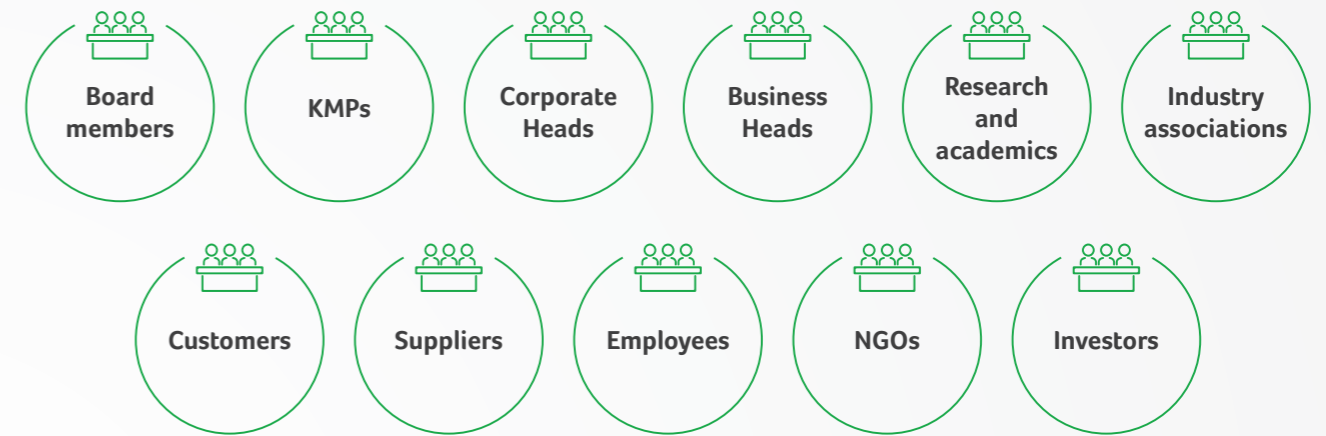 Board
members
KMPs
Corporate
Heads
Business
Heads
Research
and
academics
Industry
associations
Customers
Suppliers
Employees
NGOs
Investors